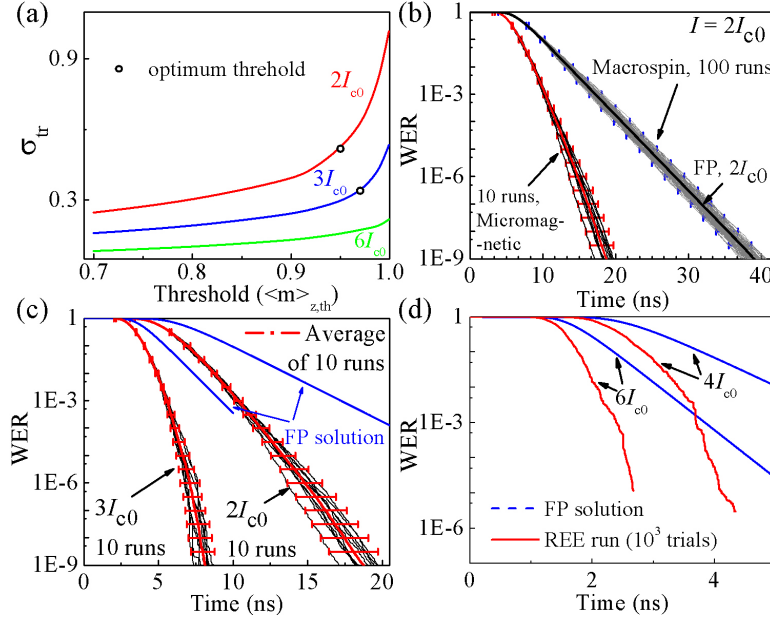 (a)
0.9
0.3
σtr
optimum threhold
2Ic0
3Ic0
6Ic0
0.7 0.8 0.9 1.0
Threshold (<m>z,th)
(b)
I = 2Ic0
1
1E-3
1E-6
1E-9
WER
Macrospin, 100 runs
FP, 2Ic0
10 runs,
Micromag-
-netic
0 10 20 30 40
Time (ns)
(c)
1
1E-3
1E-6
1E-9
WER
Average
of 10 runs
FP solution
3Ic0
10 runs
2Ic0
10 runs
0 5 10 15 20
Time (ns)
(d)
1
1E-3
1E-6
WER
6Ic0
4Ic0
FP solution
REE run (10³ trials)
0 2 4
Time (ns)